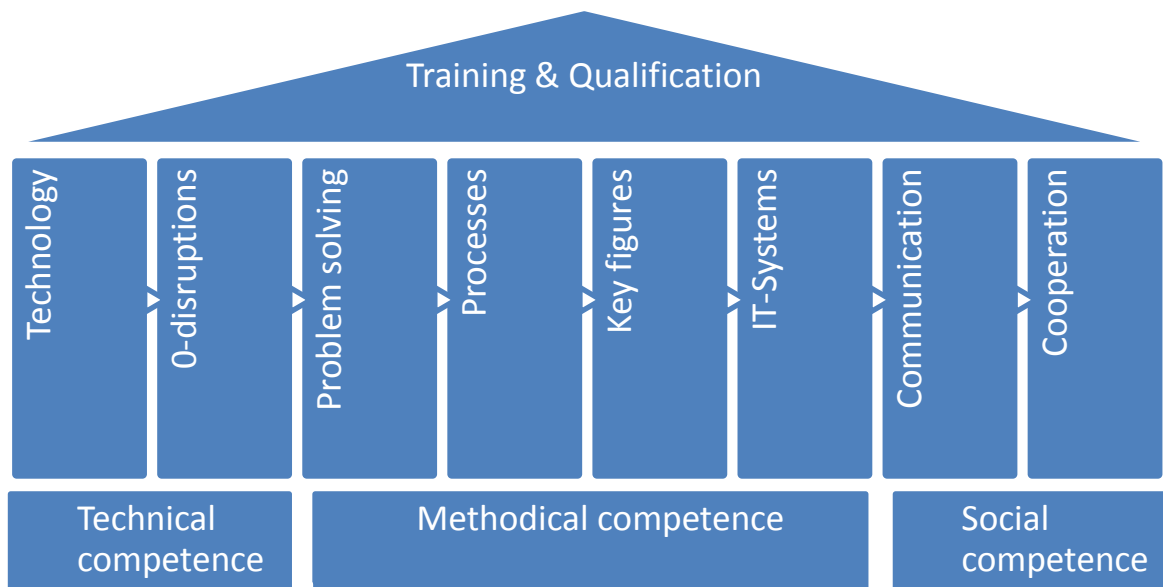 Training & Qualification
Technology
0-disruptions
Problem solving
Processes
Key figures
IT-Systems
Communication
Cooperation
Technical
competence
Methodical competence
Social
competence